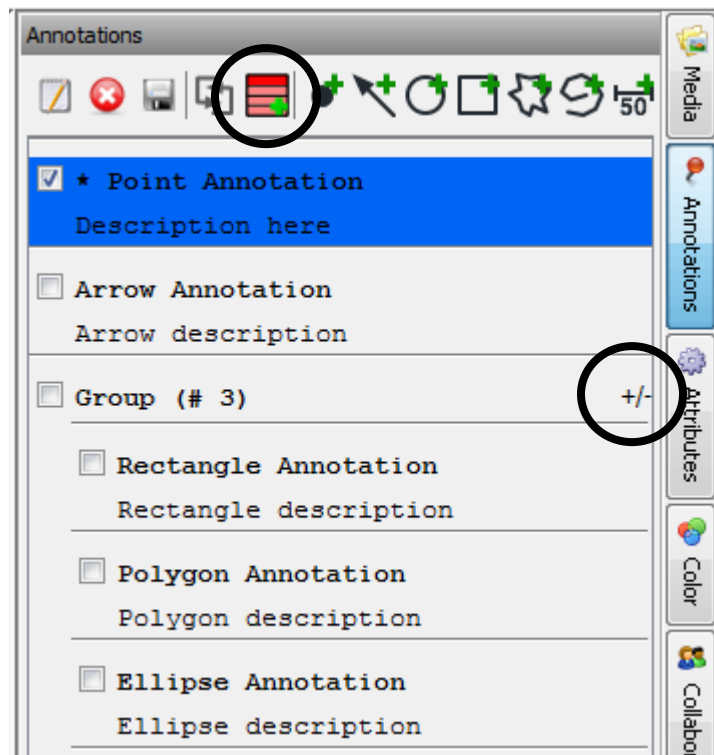 Annotations
50
* Point Annotation
Description here
Arrow Annotation
Arrow description
Group (# 3) +/-
Rectangle Annotation
Rectangle description
Polygon Annotation
Polygon description
Ellipse Annotation
Ellipse description
Media
Annotations
Attributes
Color
Collabo